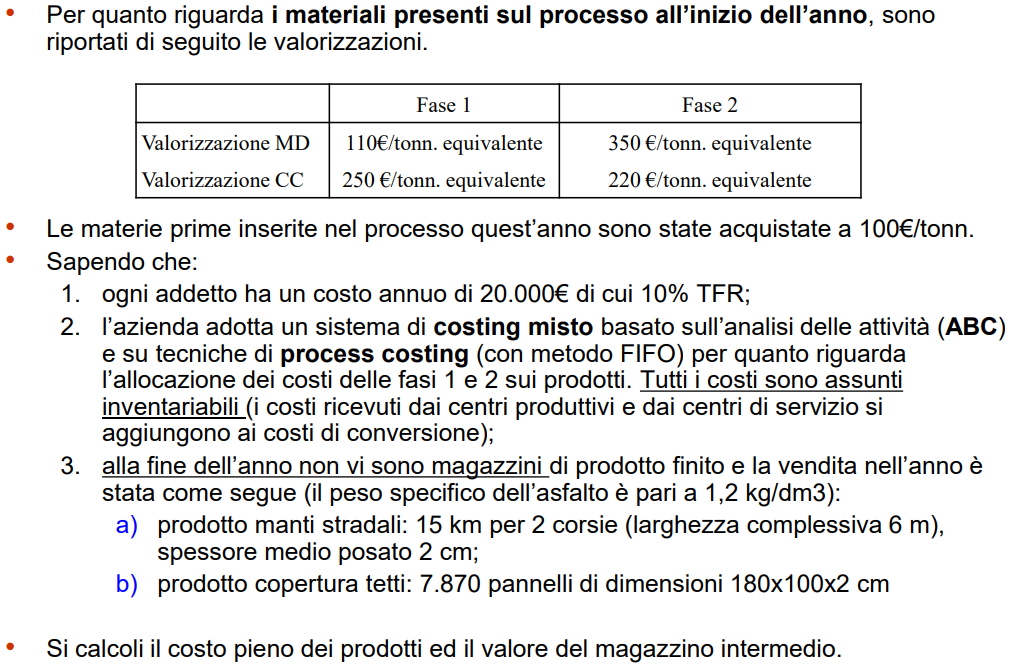 • Per quanto riguarda i materiali presenti sul processo all'inizio dell'anno, sono
riportati di seguito le valorizzazioni.
Fase 1 Fase 2
Valorizzazione MD 110€/tonn. equivalente 350 €/tonn. equivalente
Valorizzazione CC 250 €/tonn. equivalente 220 €/tonn. equivalente
• Le materie prime inserite nel processo quest'anno sono state acquistate a 100€/tonn.
• Sapendo che:
1. ogni addetto ha un costo annuo di 20.000€ di cui 10% TFR;
2. l'azienda adotta un sistema di costing misto basato sull'analisi delle attività (ABC)
e su tecniche di process costing (con metodo FIFO) per quanto riguarda
l'allocazione dei costi delle fasi 1 e 2 sui prodotti. Tutti i costi sono assunti
inventariabili (i costi ricevuti dai centri produttivi e dai centri di servizio si
aggiungono ai costi di conversione);
3. alla fine dell'anno non vi sono magazzini di prodotto finito e la vendita nell'anno è
stata come segue (il peso specifico dell'asfalto è pari a 1,2 kg/dm3):
a) prodotto manti stradali: 15 km per 2 corsie (larghezza complessiva 6 m),
spessore medio posato 2 cm;
b) prodotto copertura tetti: 7.870 pannelli di dimensioni 180x100x2 cm
• Si calcoli il costo pieno dei prodotti ed il valore del magazzino intermedio.